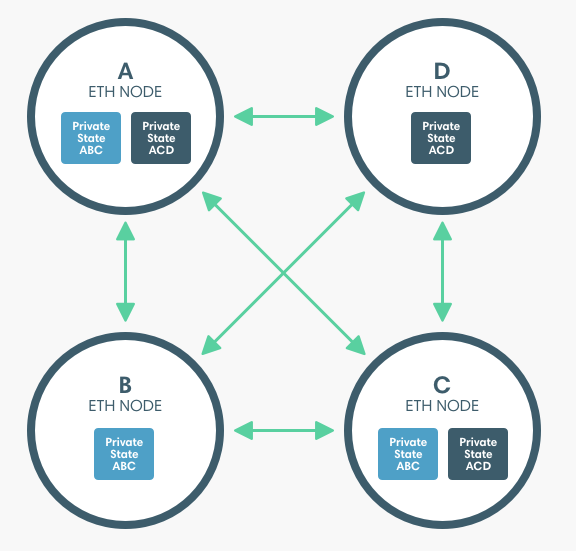 A
ETH NODE
Private
State
ABC
Private
State
ACD
D
ETH NODE
Private
State
ACD
B
ETH NODE
Private
State
ABC
C
ETH NODE
Private
State
ABC
Private
State
ACD